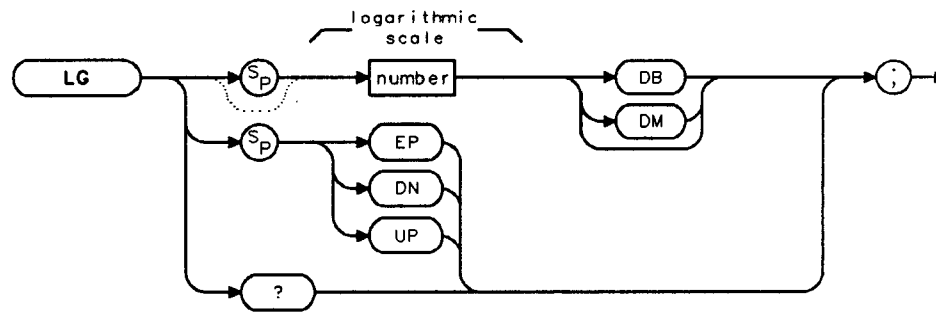 logarithmic
scale
LG
SP
number
DB
;
DM
SP
EP
DN
UP
?